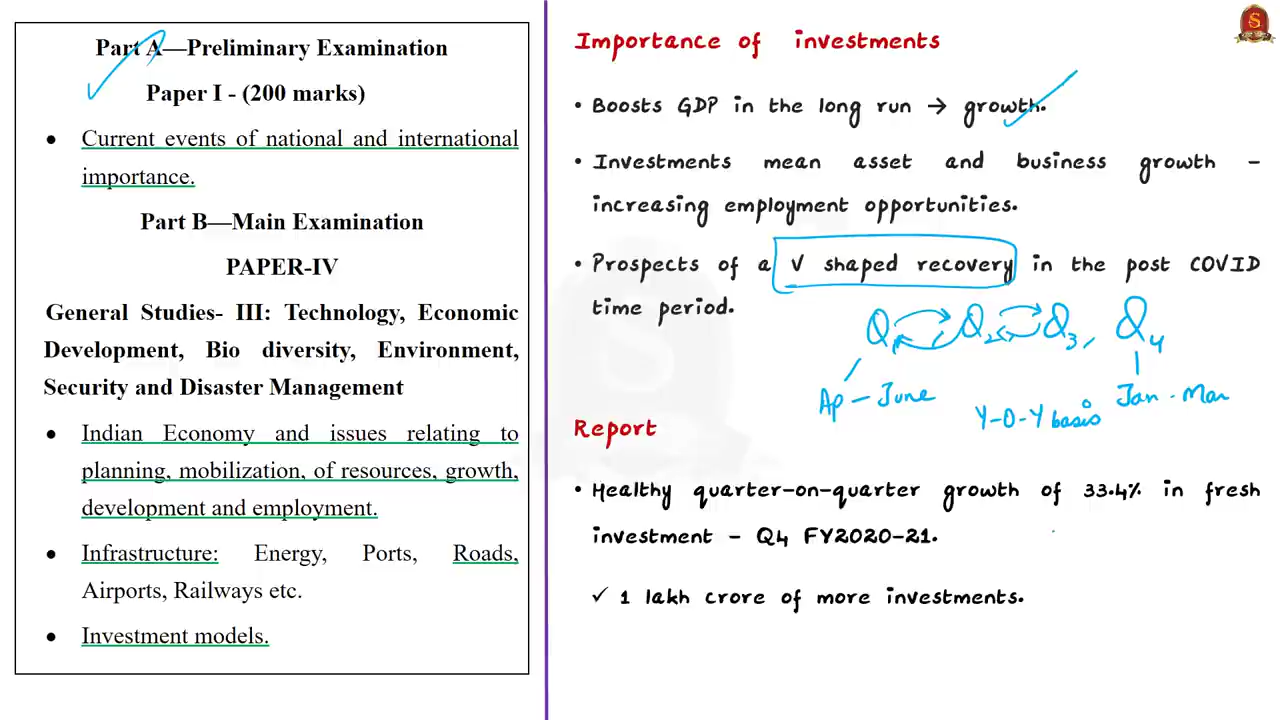 Part A—Preliminary Examination
Paper I - (200 marks)
• Current events of national and international
importance.
Part B—Main Examination
PAPER-IV
General Studies- III: Technology, Economic
Development, Bio diversity, Environment,
Security and Disaster Management
• Indian Economy and issues relating to
planning, mobilization, of resources, growth,
development and employment.
• Infrastructure: Energy, Ports, Roads,
Airports, Railways etc.
• Investment models.
Importance of investments
• Boosts GDP in the long run → growth.
• Investments mean asset and business growth -
increasing employment opportunities.
• Prospects of a V shaped recovery in the post COVID
time period.
Q1 Q2 Q3, Q4
Ap - June Jan - Mar
Y-O-Y basis
Report
• Healthy quarter-on-quarter growth of 33.4% in fresh
investment - Q4 FY2020-21.
✓ 1 lakh crore of more investments.